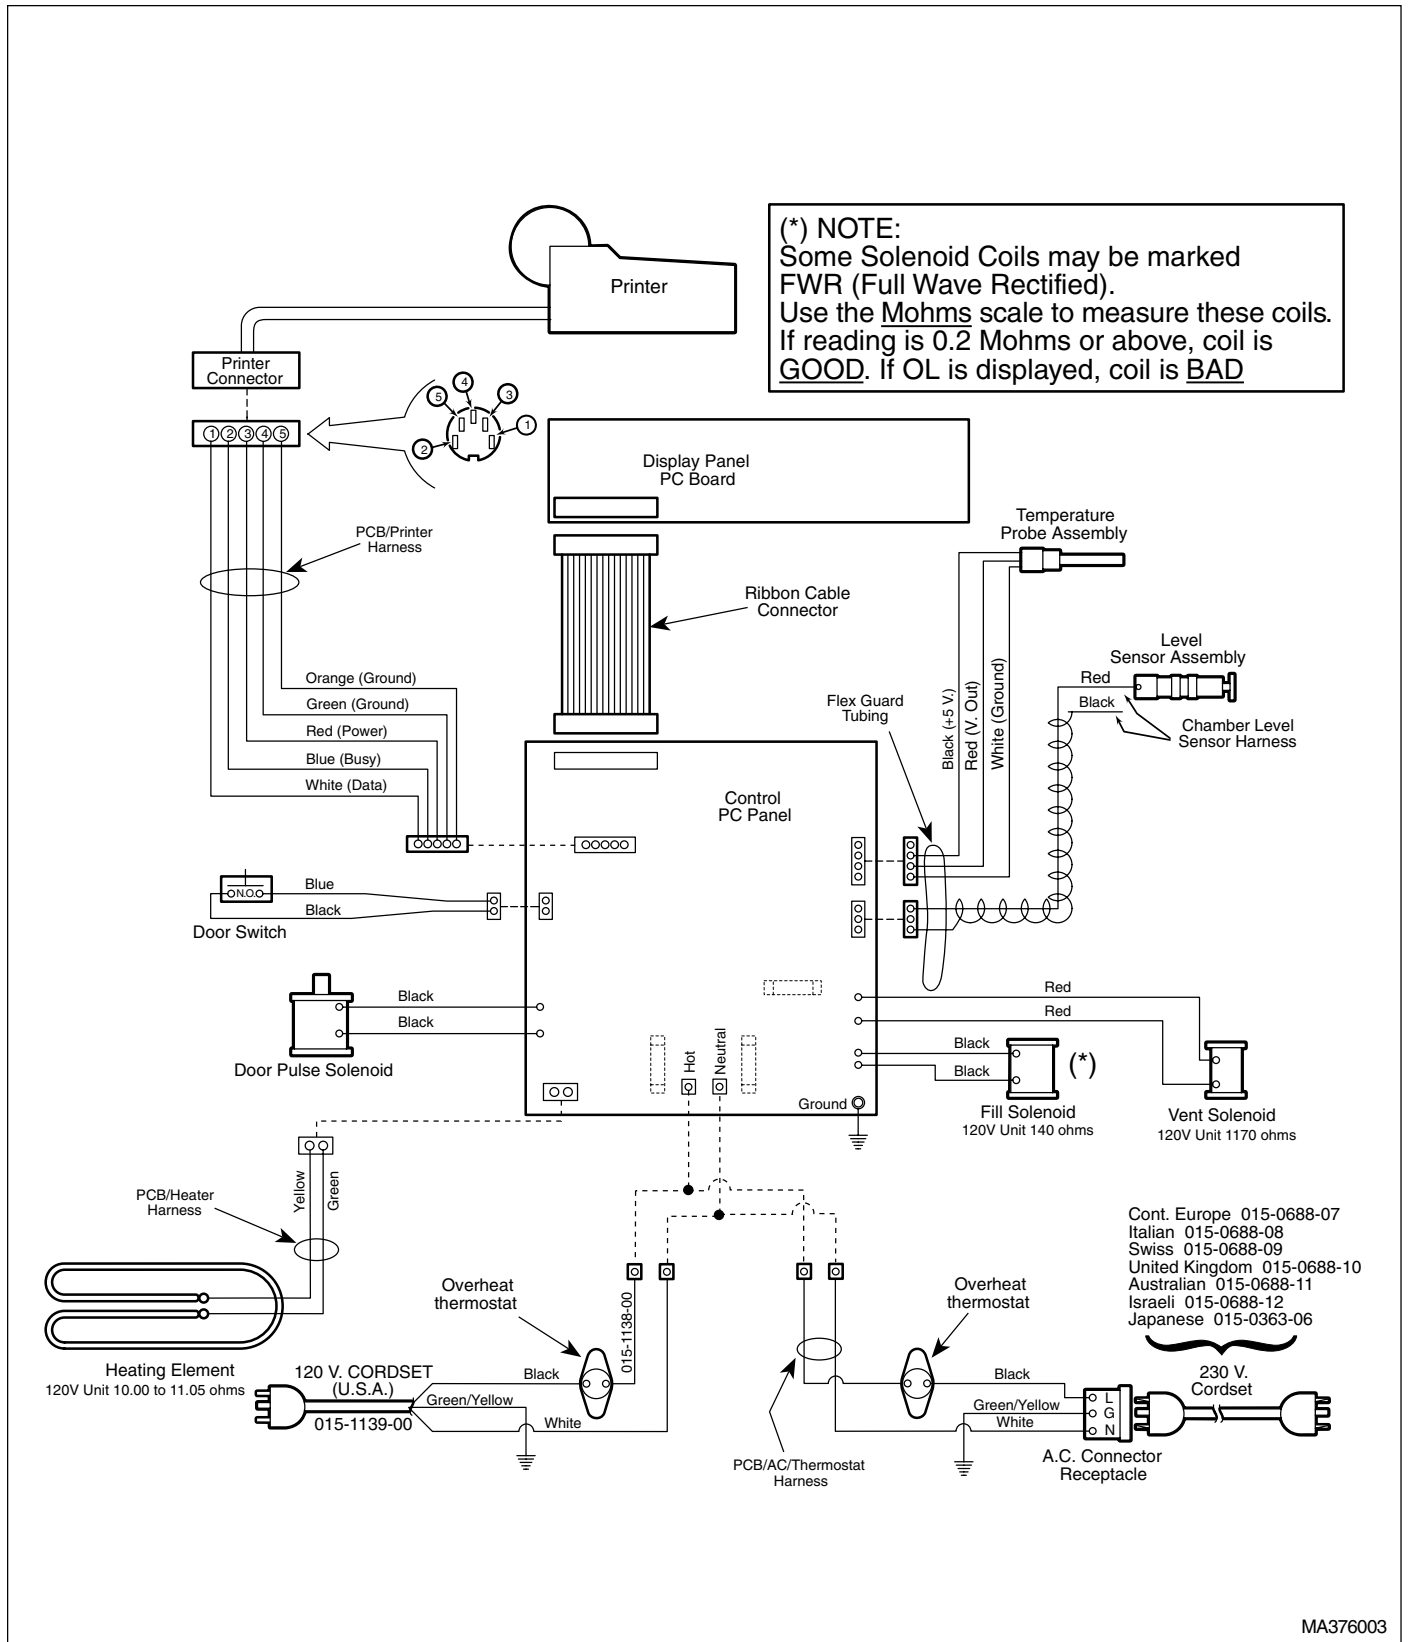 (*) NOTE:
Some Solenoid Coils may be marked
FWR (Full Wave Rectified).
Use the Mohms scale to measure these coils.
If reading is 0.2 Mohms or above, coil is
GOOD. If OL is displayed, coil is BAD
Printer
Printer
Connector
1 2 3 4 5
4
5
3
1
2
Display Panel
PC Board
PCB/Printer
Harness
Temperature
Probe Assembly
Ribbon Cable
Connector
Level
Sensor Assembly
Red
Black
Chamber Level
Sensor Harness
Flex Guard
Tubing
Black (+5 V.)
Red (V. Out)
White (Ground)
Orange (Ground)
Green (Ground)
Red (Power)
Blue (Busy)
White (Data)
Control
PC Panel
N.O.
Blue
Black
Door Switch
Black
Black
Door Pulse Solenoid
Hot
Neutral
Ground
Red
Red
Black
Black
(*)
Fill Solenoid
120V Unit 140 ohms
Vent Solenoid
120V Unit 1170 ohms
Yellow
Green
PCB/Heater
Harness
Heating Element
120V Unit 10.00 to 11.05 ohms
Overheat
thermostat
015-1138-00
120 V. CORDSET
(U.S.A.)
015-1139-00
Black
Green/Yellow
White
Overheat
thermostat
PCB/AC/Thermostat
Harness
Black
Green/Yellow
White
L
G
N
A.C. Connector
Receptacle
Cont. Europe 015-0688-07
Italian 015-0688-08
Swiss 015-0688-09
United Kingdom 015-0688-10
Australian 015-0688-11
Israeli 015-0688-12
Japanese 015-0363-06
230 V.
Cordset
MA376003